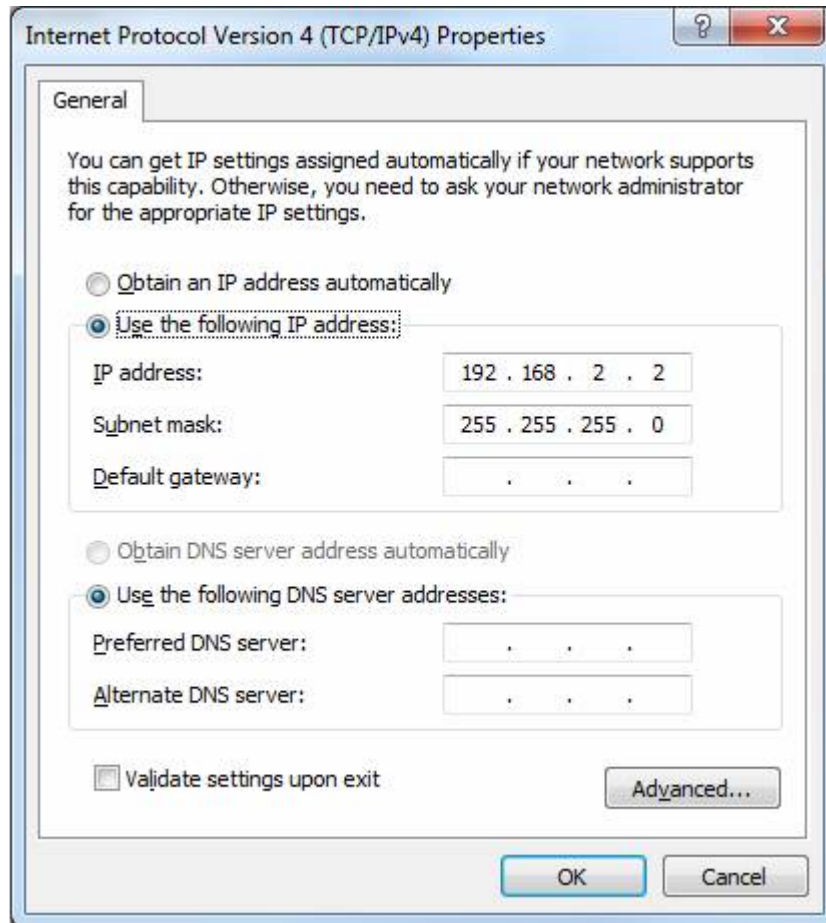 Internet Protocol Version 4 (TCP/IPv4) Properties
General
You can get IP settings assigned automatically if your network supports
this capability. Otherwise, you need to ask your network administrator
for the appropriate IP settings.
Obtain an IP address automatically
Use the following IP address:
IP address: 192 . 168 . 2 . 2
Subnet mask: 255 . 255 . 255 . 0
Default gateway: . . .
Obtain DNS server address automatically
Use the following DNS server addresses:
Preferred DNS server: . . .
Alternate DNS server: . . .
Validate settings upon exit
Advanced...
OK Cancel